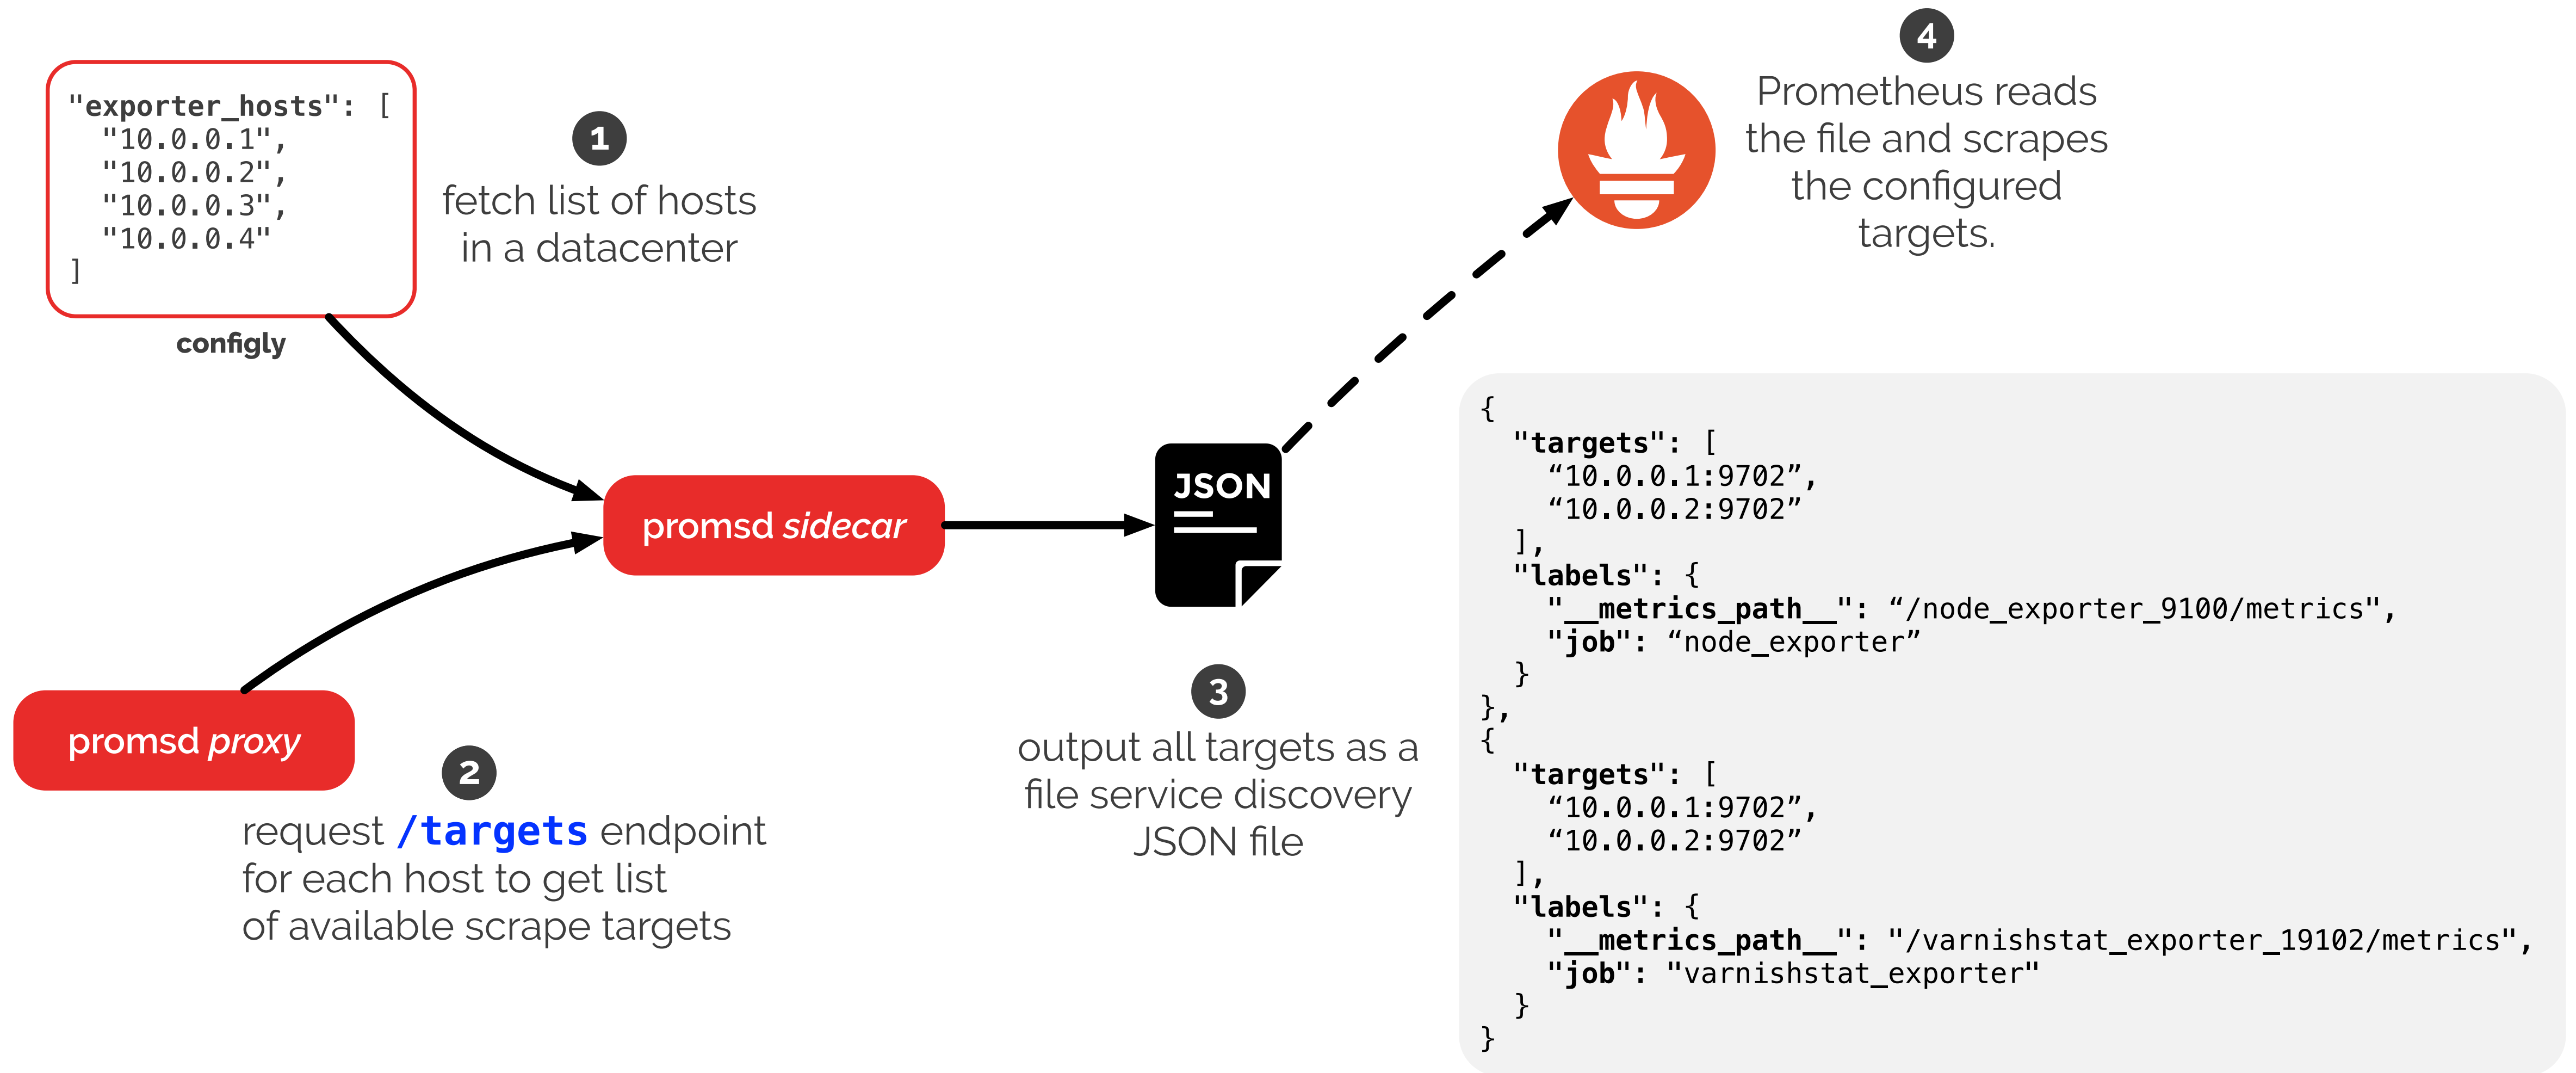 "exporter_hosts": [
"10.0.0.1",
"10.0.0.2",
"10.0.0.3",
"10.0.0.4"
]
configly
1
fetch list of hosts
in a datacenter
promsd proxy
2
request /targets endpoint
for each host to get list
of available scrape targets
promsd sidecar
JSON
3
output all targets as a
file service discovery
JSON file
4
Prometheus reads
the file and scrapes
the configured
targets.
{
"targets": [
“10.0.0.1:9702”,
“10.0.0.2:9702”
],
"labels": {
"__metrics_path__": “/node_exporter_9100/metrics",
"job": “node_exporter”
}
},
{
"targets": [
“10.0.0.1:9702”,
“10.0.0.2:9702”
],
"labels": {
"__metrics_path__": "/varnishstat_exporter_19102/metrics",
"job": "varnishstat_exporter"
}
}